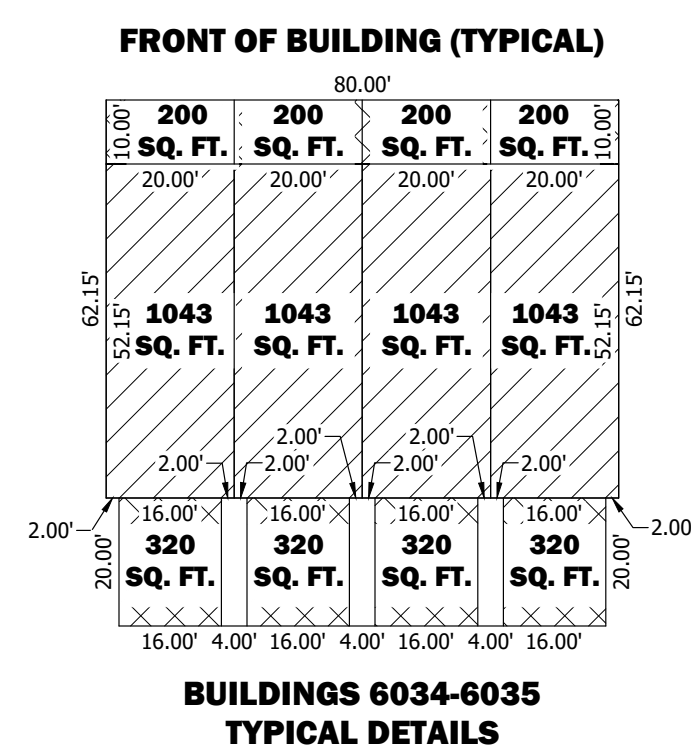 FRONT OF BUILDING (TYPICAL)
80.00'
10.00' 200 200 200 200 10.00'
SQ. FT. SQ. FT. SQ. FT. SQ. FT.
20.00' 20.00' 20.00' 20.00'
62.15' 52.15' 1043 1043 1043 1043 52.15' 62.15'
SQ. FT. SQ. FT. SQ. FT. SQ. FT.
2.00' 2.00'
2.00' 2.00' 2.00' 2.00'
16.00' 16.00' 16.00' 16.00'
2.00' 2.00
20.00' 320 320 320 320 20.00'
SQ. FT. SQ. FT. SQ. FT. SQ. FT.
16.00' 4.00' 16.00' 4.00' 16.00' 4.00' 16.00'
BUILDINGS 6034-6035
TYPICAL DETAILS